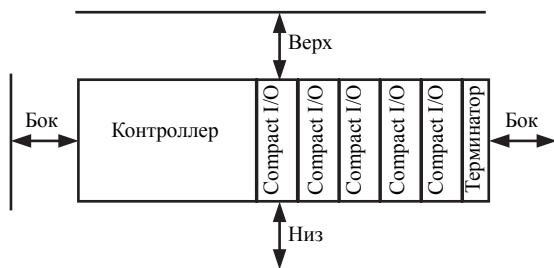 Верх
Бок
Контроллер
Compact I/O
Compact I/O
Compact I/O
Compact I/O
Compact I/O
Терминатор
Бок
Низ